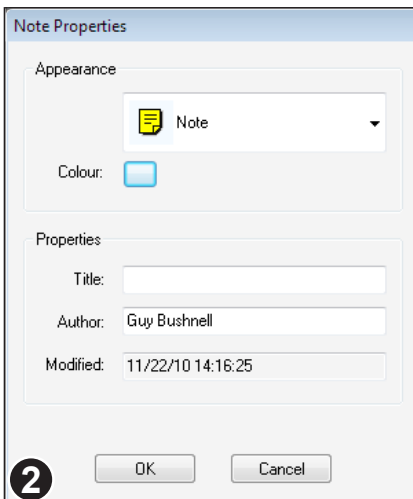 Note Properties
Appearance
Note
Colour:
Properties
Title:
Author: Guy Bushnell
Modified: 11/22/10 14:16:25
2 OK Cancel